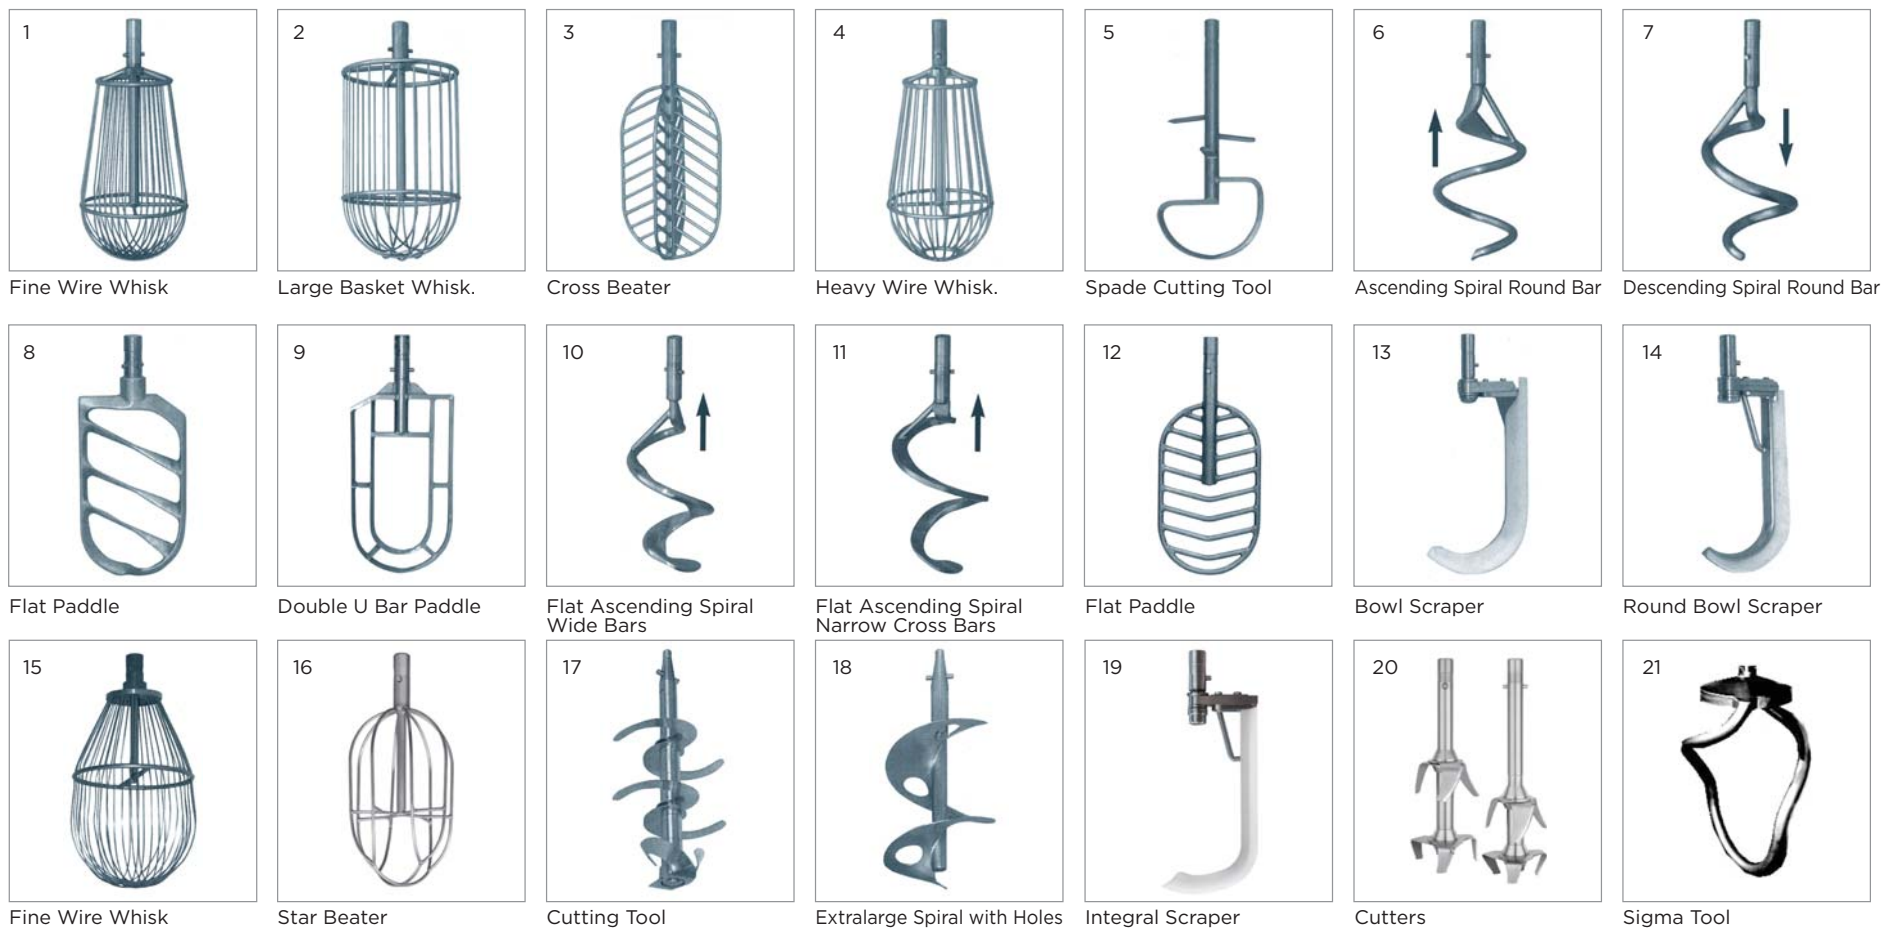 1 2 3 4 5 6 7
Fine Wire Whisk Large Basket Whisk. Cross Beater Heavy Wire Whisk. Spade Cutting Tool Ascending Spiral Round Bar Descending Spiral Round Bar
8 9 10 11 12 13 14
Flat Paddle Double U Bar Paddle Flat Ascending Spiral Flat Ascending Spiral Flat Paddle Bowl Scraper Round Bowl Scraper
Wide Bars Narrow Cross Bars
15 16 17 18 19 20 21
Fine Wire Whisk Star Beater Cutting Tool Extralarge Spiral with Holes Integral Scraper Cutters Sigma Tool